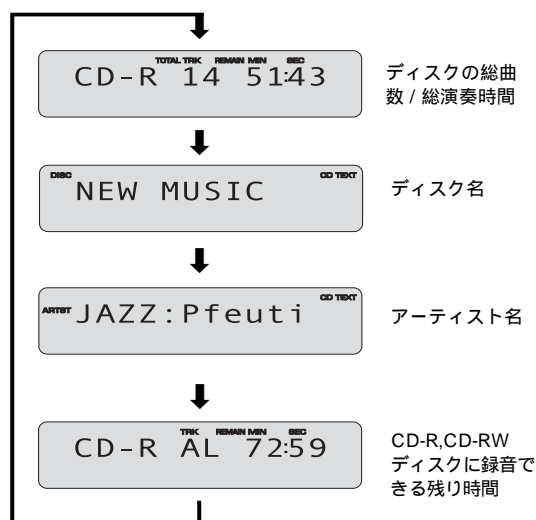 TOTAL TRK REMAIN MIN SEC
CD-R 14 51:43
ディスクの総曲
数 / 総演奏時間
DISC CD TEXT
NEW MUSIC
ディスク名
ARTIST CD TEXT
JAZZ:Pfeuti
アーティスト名
TRK REMAIN MIN SEC
CD-R AL 72:59
CD-R,CD-RW
ディスクに録音で
きる残り時間